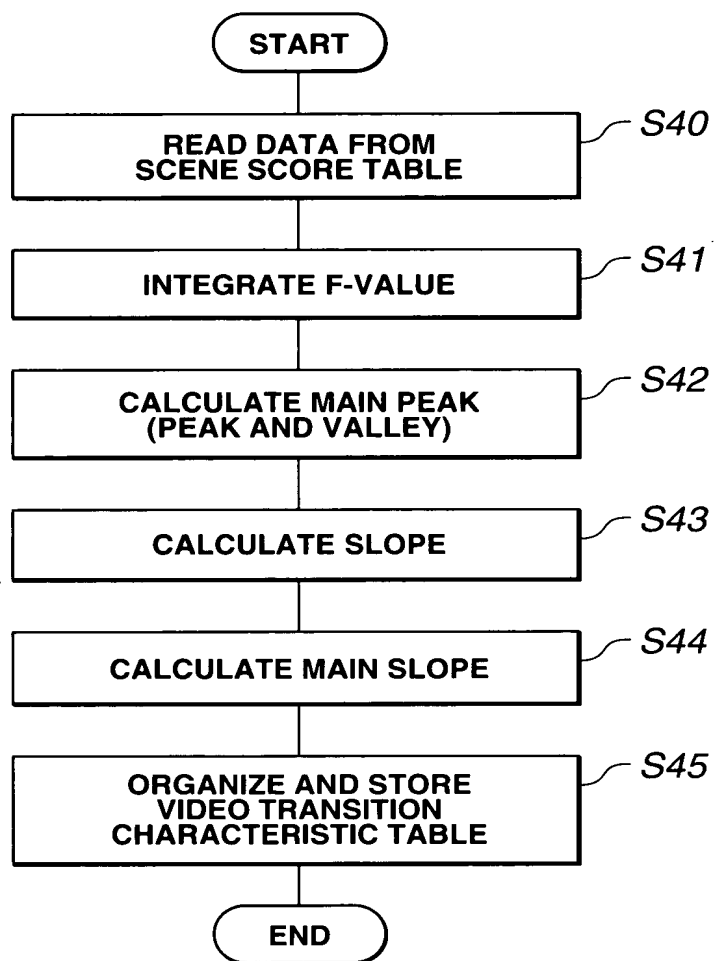 START
READ DATA FROM
SCENE SCORE TABLE
S40
INTEGRATE F-VALUE
S41
CALCULATE MAIN PEAK
(PEAK AND VALLEY)
S42
CALCULATE SLOPE
S43
CALCULATE MAIN SLOPE
S44
ORGANIZE AND STORE
VIDEO TRANSITION
CHARACTERISTIC TABLE
S45
END